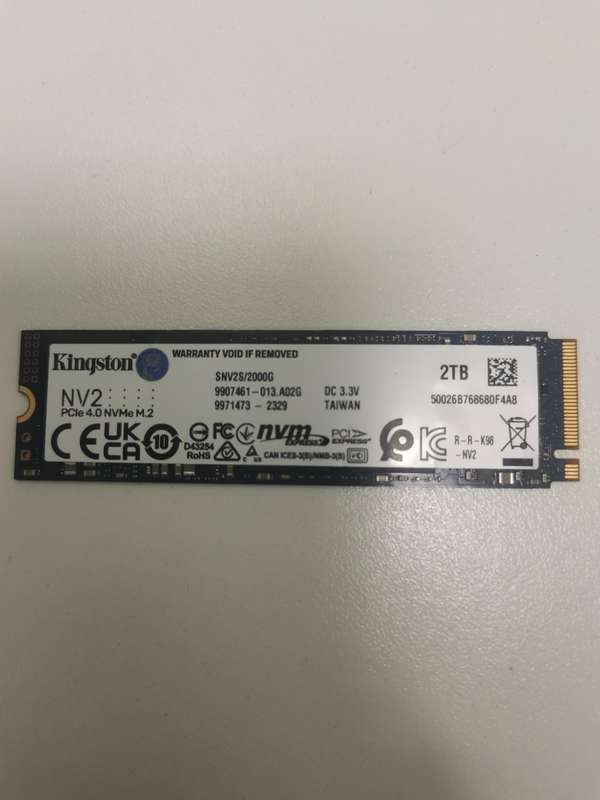 Kingston
WARRANTY VOID IF REMOVED
NV2
PCIe 4.0 NVMe M.2
SNV2S/2000G
9907461-013.A02G
DC 3.3V
9971473 - 2329
TAIWAN
2TB
50026B768680F4A8
CE
UK
CA
10
D43254
RoHS
FC
nvm
EXPRESS
PCI
EXPRESS
CAN ICES-3(B)/NMB-3(B)
R-R-K98
-NV2